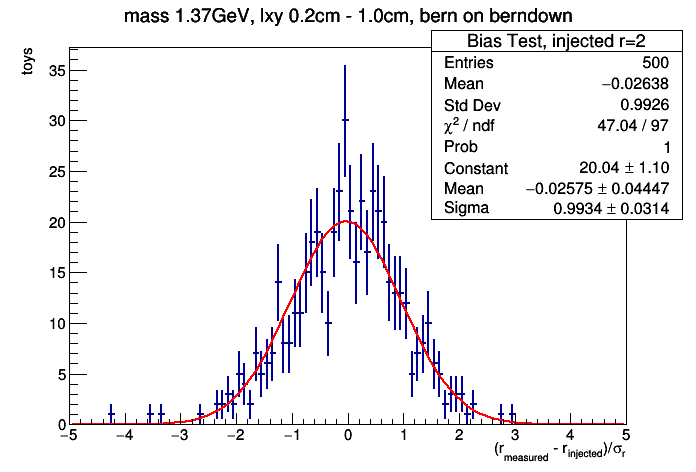 mass 1.37GeV, lxy 0.2cm - 1.0cm, bern on berndown
Bias Test, injected r=2
Entries 500
Mean −0.02638
Std Dev 0.9926
χ² / ndf 47.04 / 97
Prob 1
Constant 20.04 ± 1.10
Mean −0.02575 ± 0.04447
Sigma 0.9934 ± 0.0314
toys
35
30
25
20
15
10
5
0
−5 −4 −3 −2 −1 0 1 2 3 4 5
(r_measured - r_injected)/σ_r